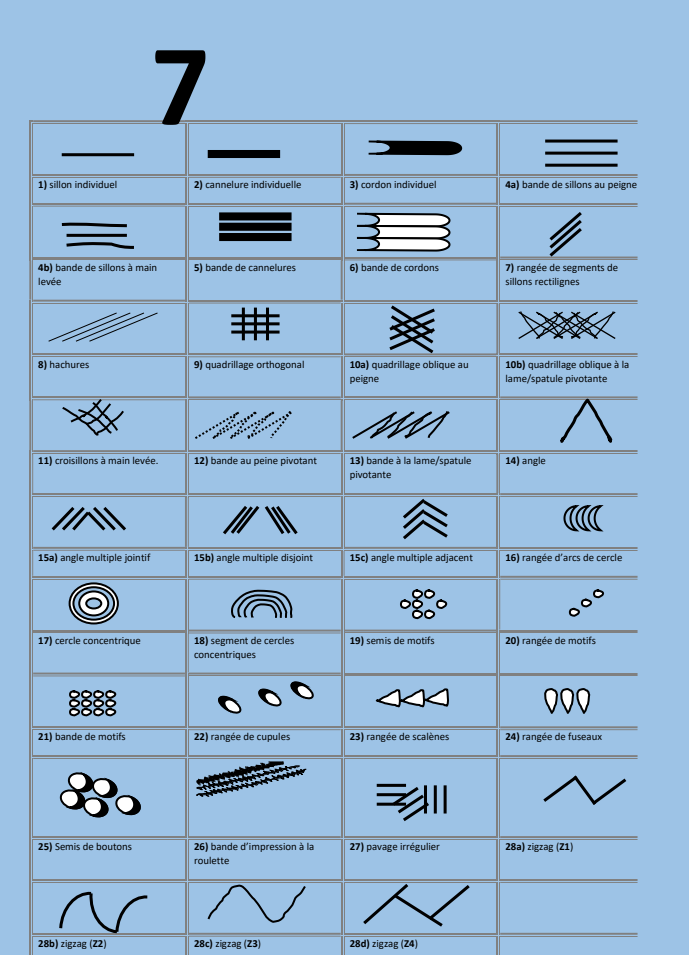 7
1) sillon individuel
2) cannelure individuelle
3) cordon individuel
4a) bande de sillons au peigne
4b) bande de sillons à main
levée
5) bande de cannelures
6) bande de cordons
7) rangée de segments de
sillons rectilignes
8) hachures
9) quadrillage orthogonal
10a) quadrillage oblique au
peigne
10b) quadrillage oblique à la
lame/spatule pivotante
11) croisillons à main levée.
12) bande au peine pivotant
13) bande à la lame/spatule
pivotante
14) angle
15a) angle multiple jointif
15b) angle multiple disjoint
15c) angle multiple adjacent
16) rangée d’arcs de cercle
17) cercle concentrique
18) segment de cercles
concentriques
19) semis de motifs
20) rangée de motifs
21) bande de motifs
22) rangée de cupules
23) rangée de scalènes
24) rangée de fuseaux
25) Semis de boutons
26) bande d’impression à la
roulette
27) pavage irrégulier
28a) zigzag (Z1)
28b) zigzag (Z2)
28c) zigzag (Z3)
28d) zigzag (Z4)